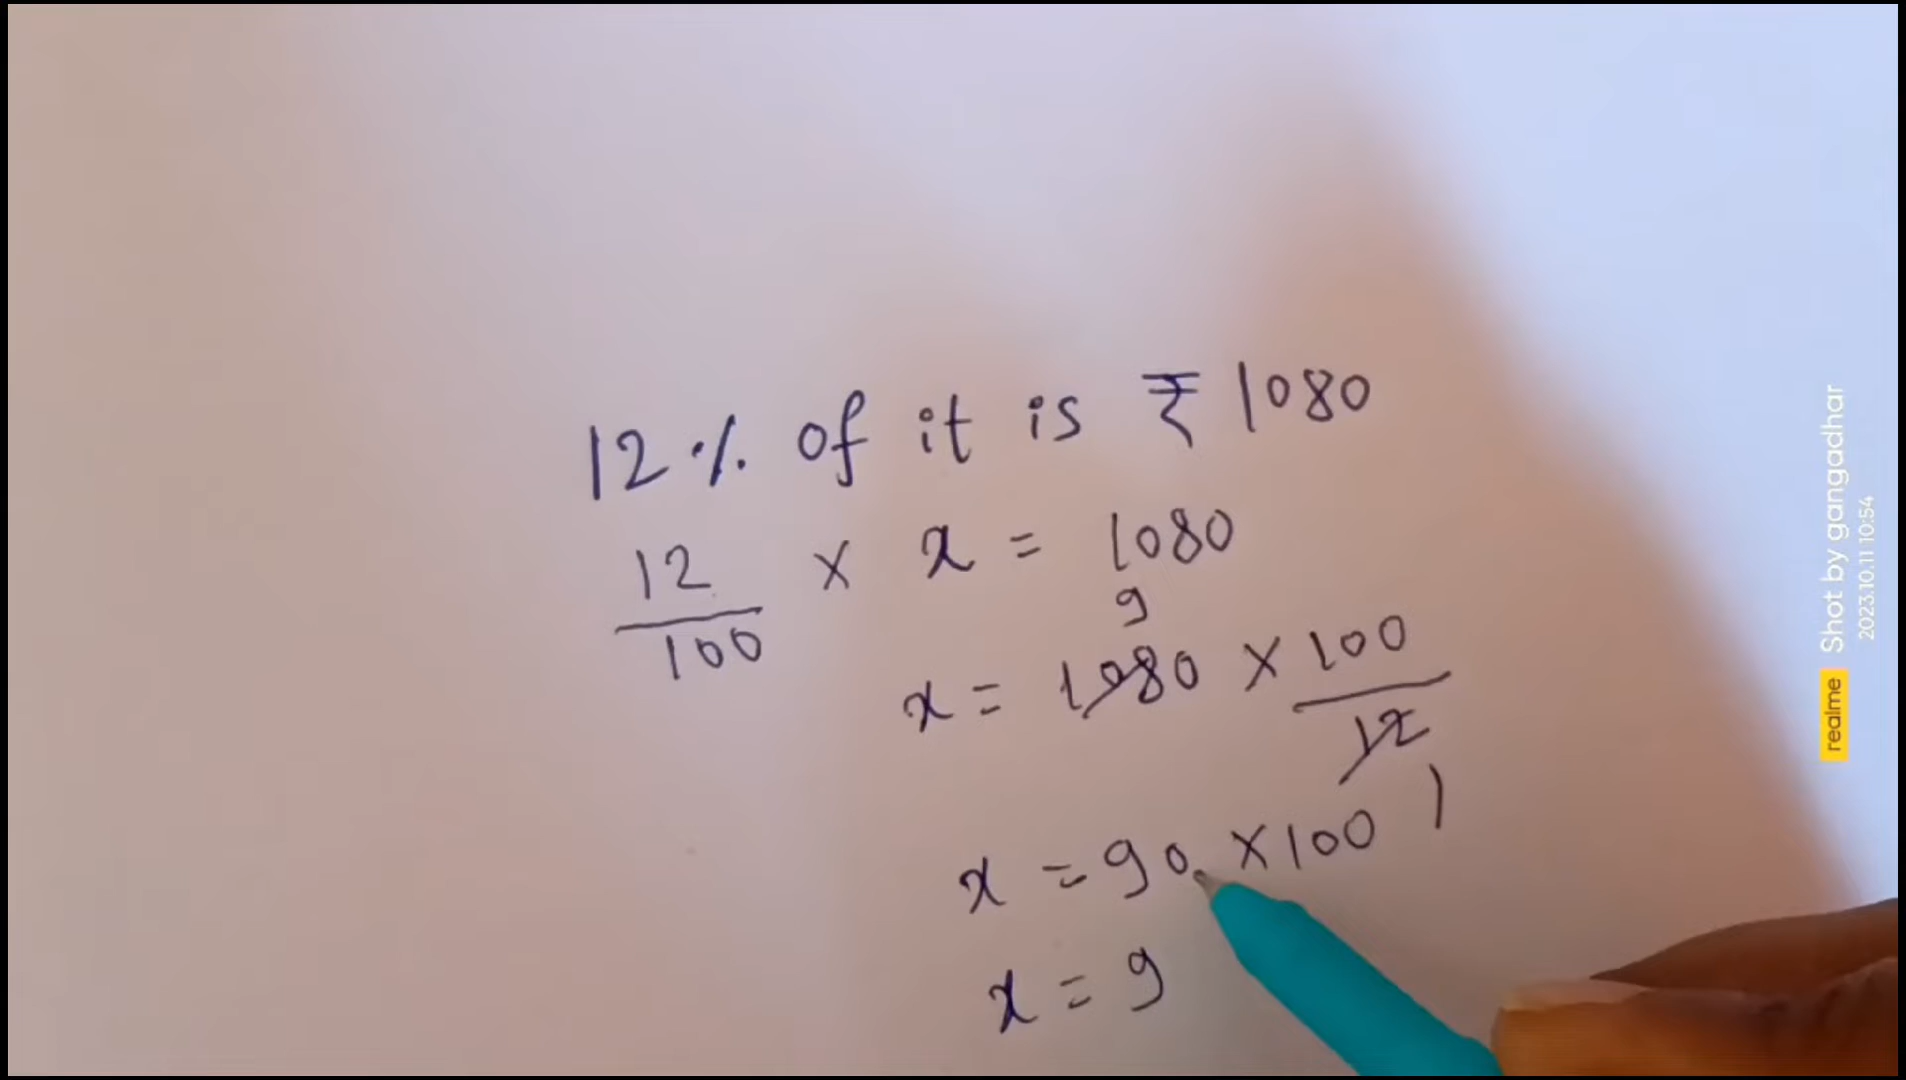 12 % of it is ₹ 1080
12/100 × x = 1080
9
x = 1080 × 100/12
1
x = 90 × 100
x = 9
realme Shot by gangadhar
2023.10.11 10:54